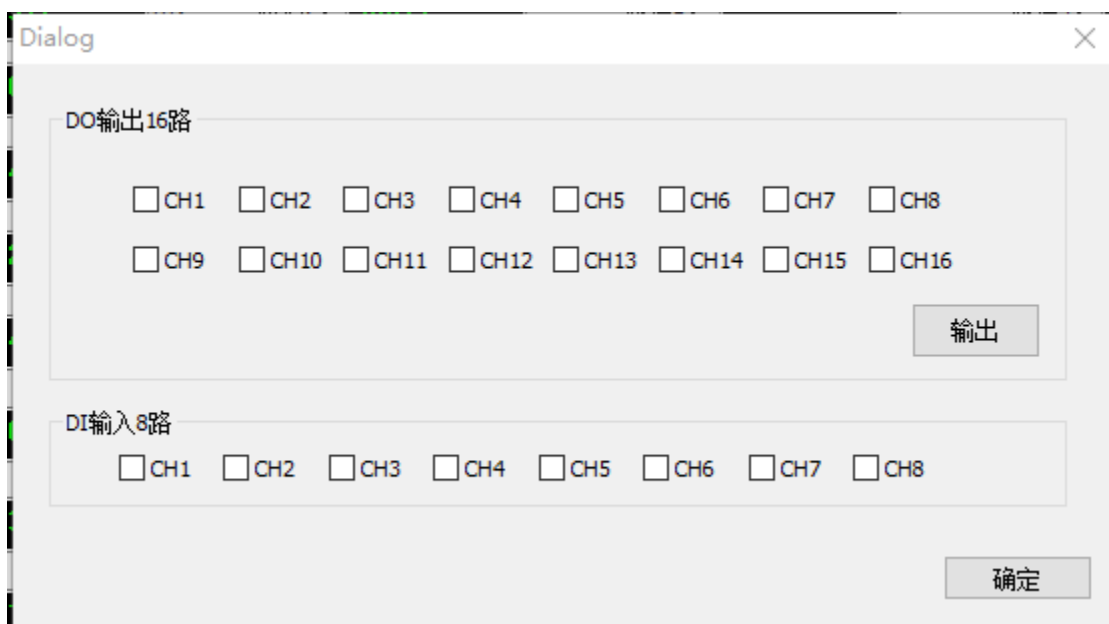 Dialog
DO输出16路
CH1 CH2 CH3 CH4 CH5 CH6 CH7 CH8
CH9 CH10 CH11 CH12 CH13 CH14 CH15 CH16
输出
DI输入8路
CH1 CH2 CH3 CH4 CH5 CH6 CH7 CH8
确定